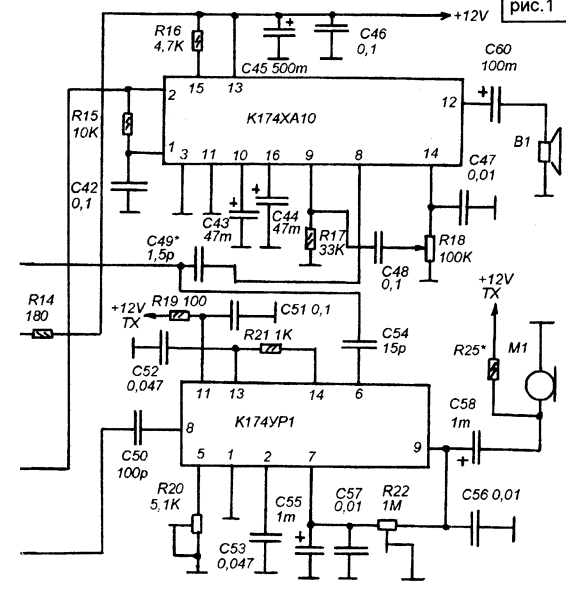 рис.1
+12V
R16
4,7K
C46
0,1
C45 500m
C60
100m
15
13
2
12
К174ХА10
R15
10K
B1
1
3
11
10
16
9
8
14
C47
0,01
C42
0,1
C43
47m
C44
47m
R17
33K
C48
0,1
R18
100K
C49*
1,5p
+12V
TX
R14
180
+12V
TX
R19 100
C51 0,1
R21 1K
C54
15p
R25*
M1
C52
0,047
11
13
14
6
К174УР1
C58
1m
8
9
C50
100p
5
1
2
7
R20
5,1K
C55
1m
C57
0,01
R22
1M
C56 0,01
C53
0,047